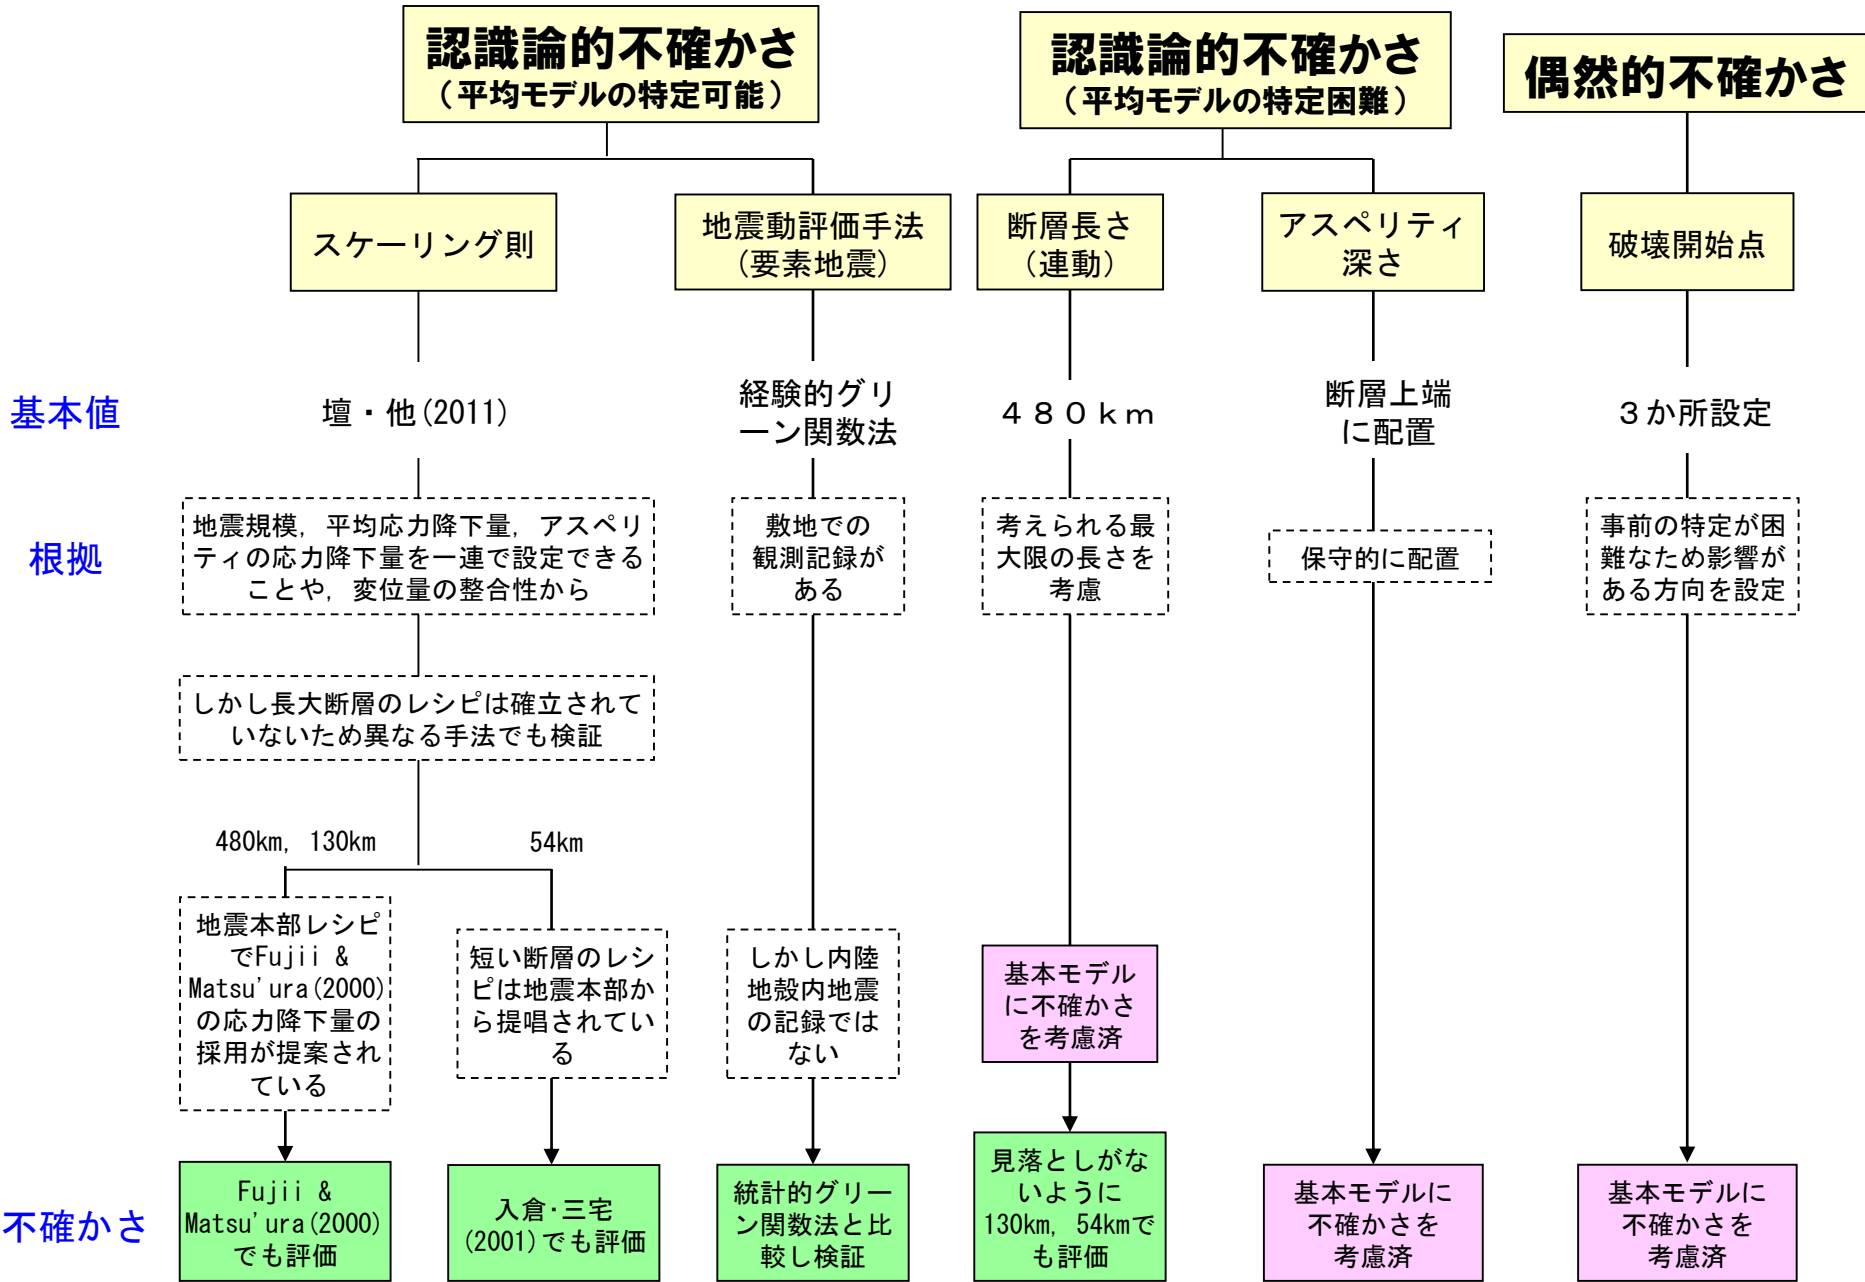 認識論的不確かさ
（平均モデルの特定可能）
認識論的不確かさ
（平均モデルの特定困難）
偶然的不確かさ
スケーリング則
地震動評価手法
（要素地震）
断層長さ
（連動）
アスペリティ
深さ
破壊開始点
基本値
壇・他(2011)
経験的グリ
ーン関数法
４８０ｋｍ
断層上端
に配置
３か所設定
根拠
地震規模，平均応力降下量，アスペリ
ティの応力降下量を一連で設定できる
ことや，変位量の整合性から
敷地での
観測記録が
ある
考えられる最
大限の長さを
考慮
保守的に配置
事前の特定が困
難なため影響が
ある方向を設定
しかし長大断層のレシピは確立されて
いないため異なる手法でも検証
480km，130km
54km
地震本部レシピ
でFujii &
Matsu'ura(2000)
の応力降下量の
採用が提案され
ている
短い断層のレシ
ピは地震本部か
ら提唱されてい
る
しかし内陸
地殻内地震
の記録では
ない
基本モデル
に不確かさ
を考慮済
不確かさ
Fujii &
Matsu'ura(2000)
でも評価
入倉･三宅
(2001)でも評価
統計的グリー
ン関数法と比
較し検証
見落としがな
いように
130km，54kmで
も評価
基本モデルに
不確かさを
考慮済
基本モデルに
不確かさを
考慮済